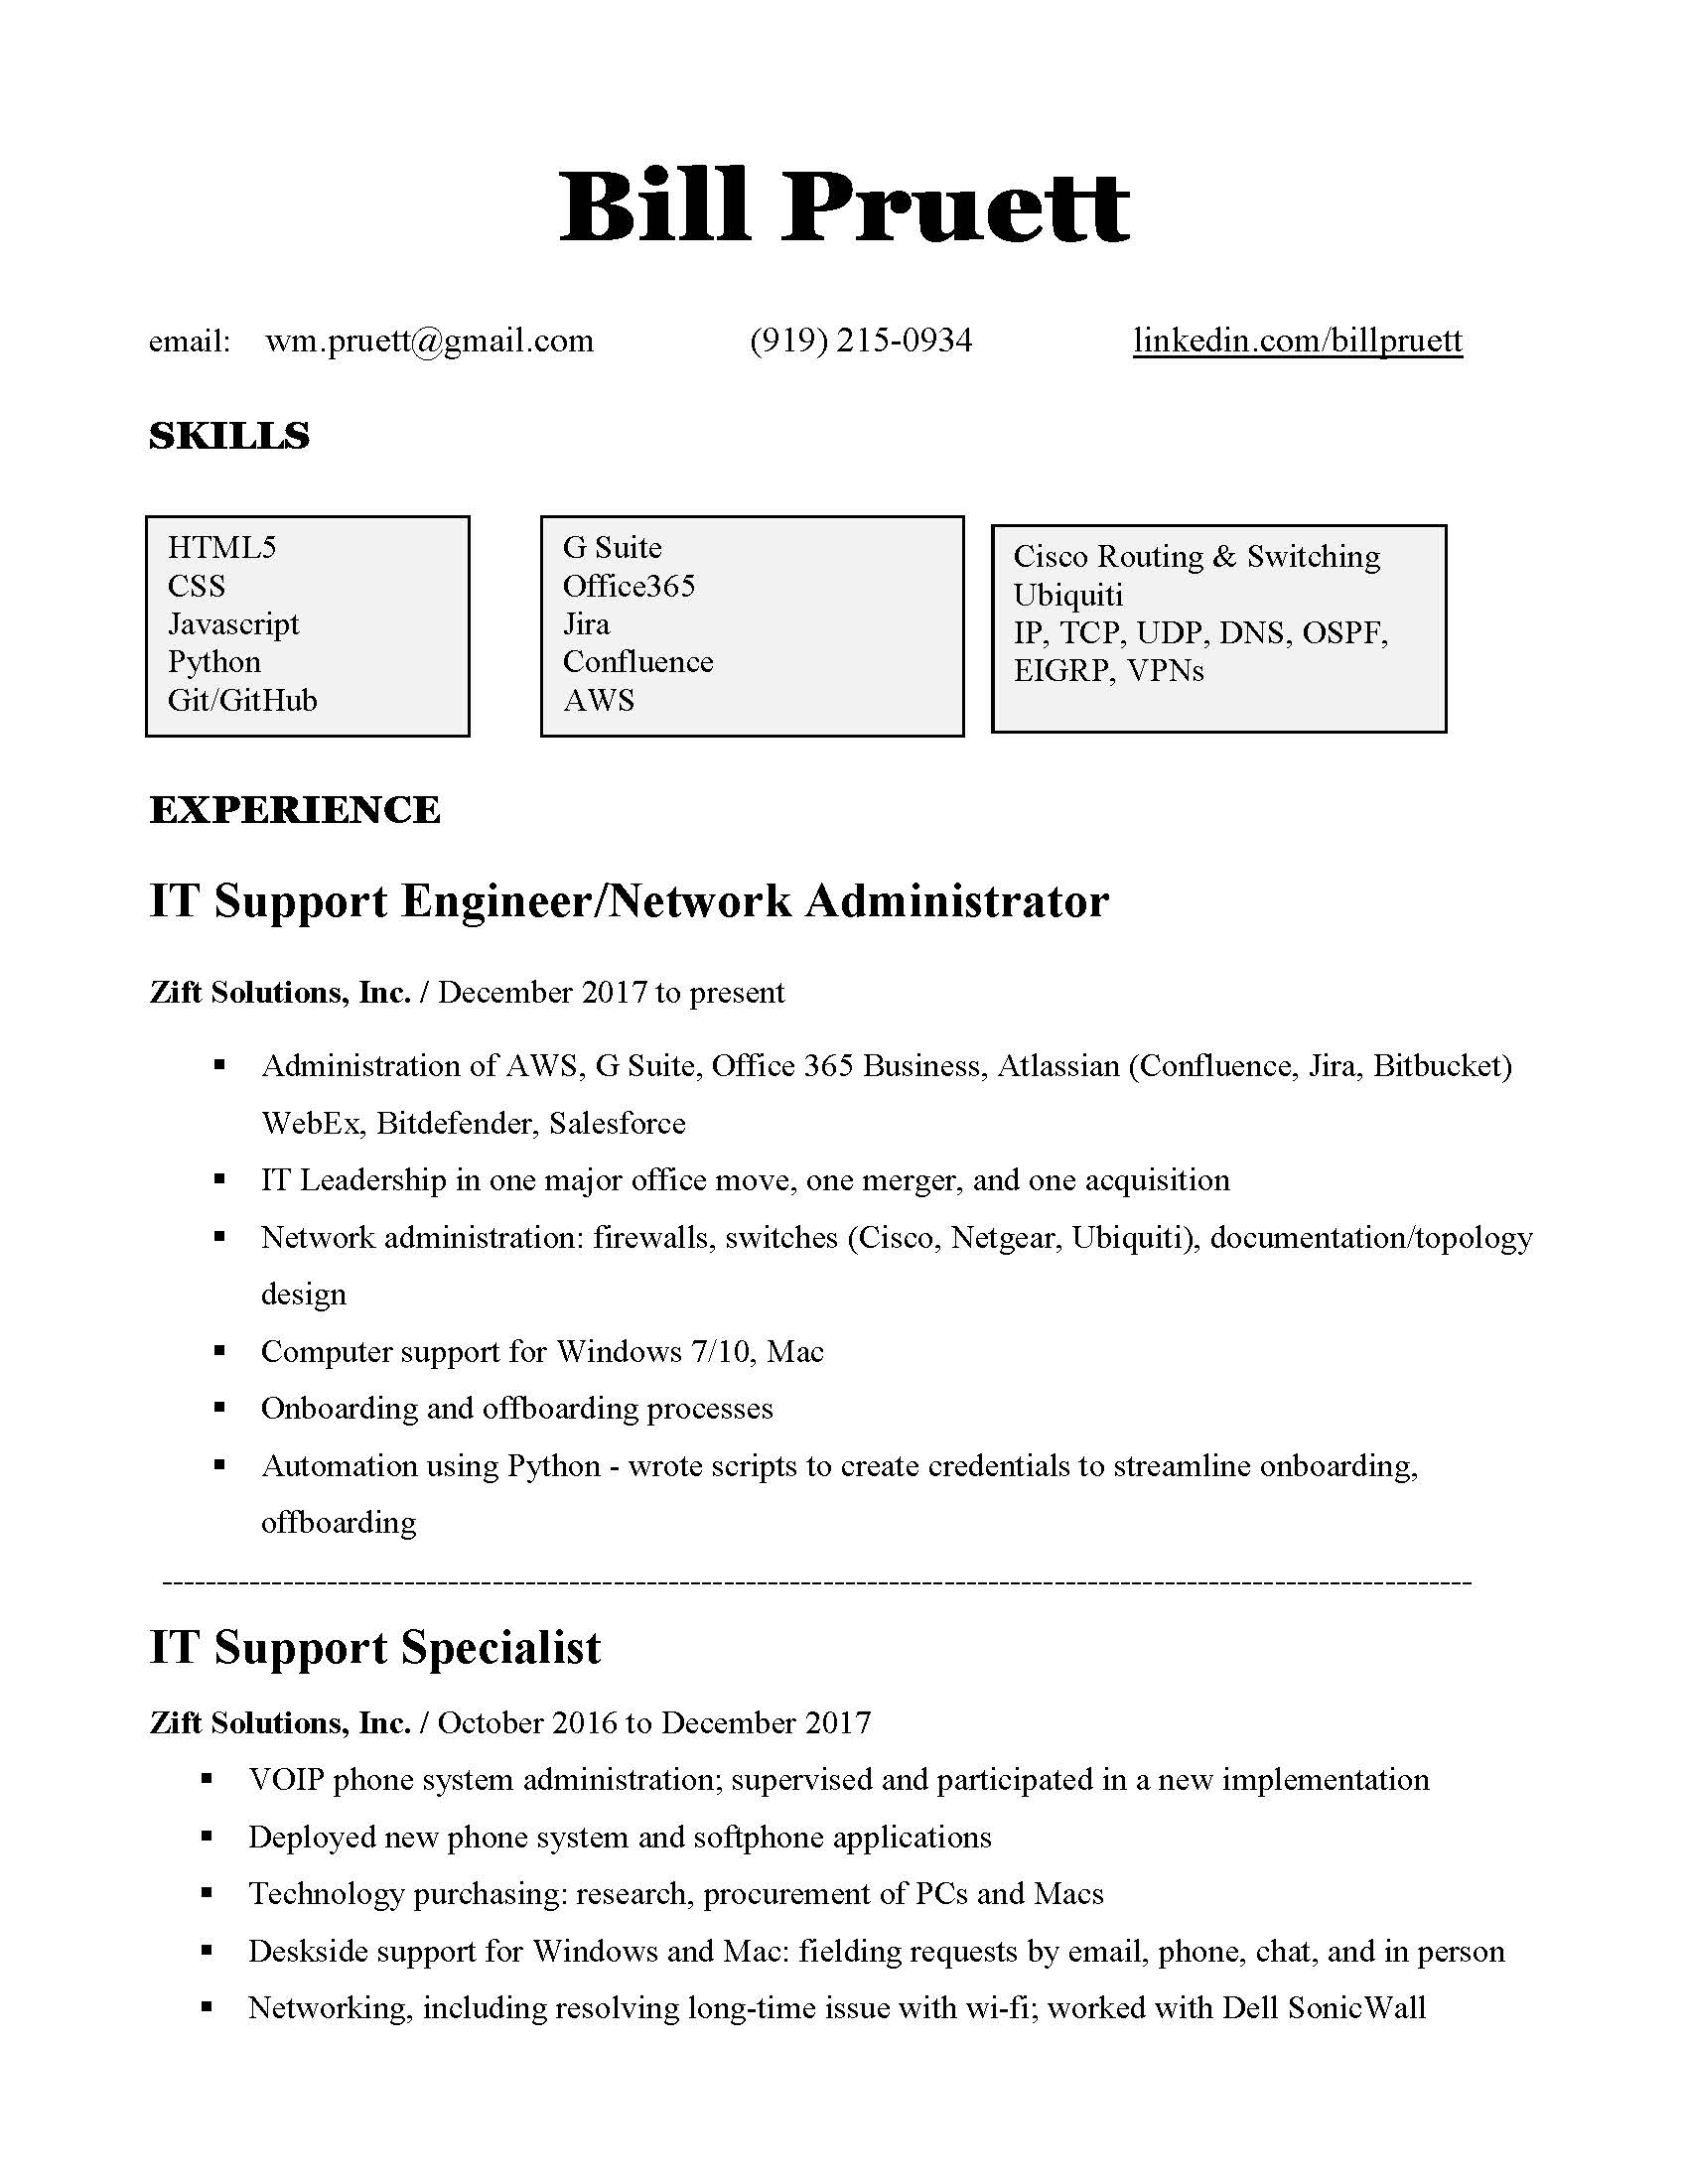 Bill Pruett
email: wm.pruett@gmail.com (919) 215-0934 linkedin.com/billpruett
SKILLS
HTML5
CSS
Javascript
Python
Git/GitHub
G Suite
Office365
Jira
Confluence
AWS
Cisco Routing & Switching
Ubiquiti
IP, TCP, UDP, DNS, OSPF,
EIGRP, VPNs
EXPERIENCE
IT Support Engineer/Network Administrator
Zift Solutions, Inc. / December 2017 to present
▪ Administration of AWS, G Suite, Office 365 Business, Atlassian (Confluence, Jira, Bitbucket)
WebEx, Bitdefender, Salesforce
▪ IT Leadership in one major office move, one merger, and one acquisition
▪ Network administration: firewalls, switches (Cisco, Netgear, Ubiquiti), documentation/topology
design
▪ Computer support for Windows 7/10, Mac
▪ Onboarding and offboarding processes
▪ Automation using Python - wrote scripts to create credentials to streamline onboarding,
offboarding
IT Support Specialist
Zift Solutions, Inc. / October 2016 to December 2017
▪ VOIP phone system administration; supervised and participated in a new implementation
▪ Deployed new phone system and softphone applications
▪ Technology purchasing: research, procurement of PCs and Macs
▪ Deskside support for Windows and Mac: fielding requests by email, phone, chat, and in person
▪ Networking, including resolving long-time issue with wi-fi; worked with Dell SonicWall